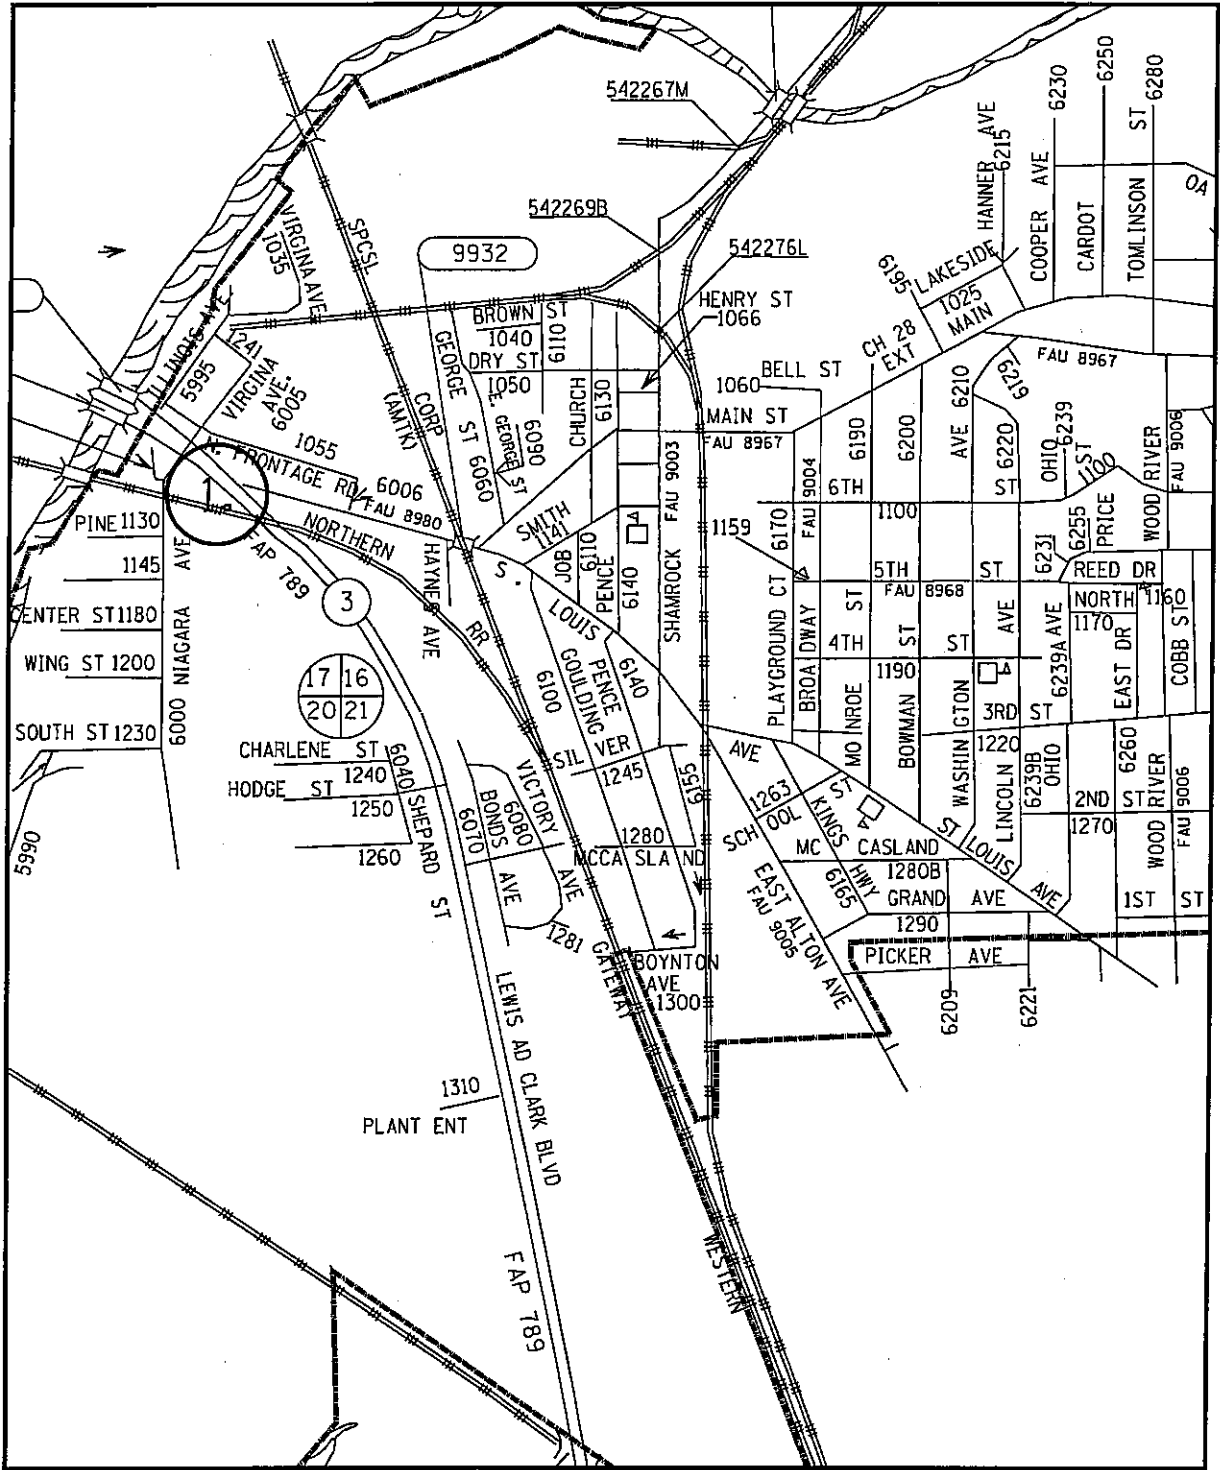 542267M
542269B
542276L
9932
HENRY ST
1066
SPCSL
CORP
(AMTK)
VIRGINIA AVE
1035
ILLINOIS AVE.
5995
1241
VIRGINIA
AVE.
6005
1055
FRONTAGE RD
6006
FAU 8980
1
NORTHERN
RR
FAP 789
3
PINE 1130
1145
CENTER ST 1180
WING ST 1200
SOUTH ST 1230
6000 NIAGARA AVE
5990
17 16
20 21
CHARLENE ST
1240
HODGE ST
1250
1260
6040 SHEPARD ST
HAYNES AVE
BROWN ST
1040
DRY ST
1050
6110
GEORGE ST 6060
E. GEORGE ST
6060
CHURCH
6130
SMITH
1141
JOB
6110
PENCE
6140
SHAMROCK
FAU 9003
S. LOUIS AVE
6100
GOULDING
PENCE
6140
SILVER
1245
6155
1280
MCCASLAND
VICTORY AVE
6080
BONDS AVE
6070
1281
BOYNTON
AVE
1300
GATEWAY
WESTERN
LEWIS AD CLARK BLVD
FAP 789
1310
PLANT ENT
1060
BELL ST
MAIN ST
FAU 8967
CH 28
EXT
6195
LAKESIDE
1025
MAIN
HANNER AVE
6215
COOPER AVE
6230
CARDOT
6250
TOMLINSON ST
6280
OA
FAU 8967
6219
6190
6200
AVE 6210
6220
OHIO
6239
ST
1100
WOOD RIVER
FAU 9006
6TH ST
1100
FAU 9004
6170
PLAYGROUND CT
1159
5TH ST
FAU 8968
6231
6255
PRICE
REED DR
NORTH
1160
1170
EAST DR
COBB ST
4TH ST
1190
BROADWAY
MONROE ST
BOWMAN ST
WASHINGTON
LINCOLN AVE
6239A AVE
3RD ST
1220
6239B
OHIO
6260
2ND ST
1270
WOOD RIVER
FAU 9006
1ST ST
1263
SCHOOL ST
KINGS HWY
6165
MC CASLAND
1280B
GRAND AVE
1290
ST LOUIS AVE
EAST ALTON AVE
FAU 9005
PICKER AVE
6209
6221